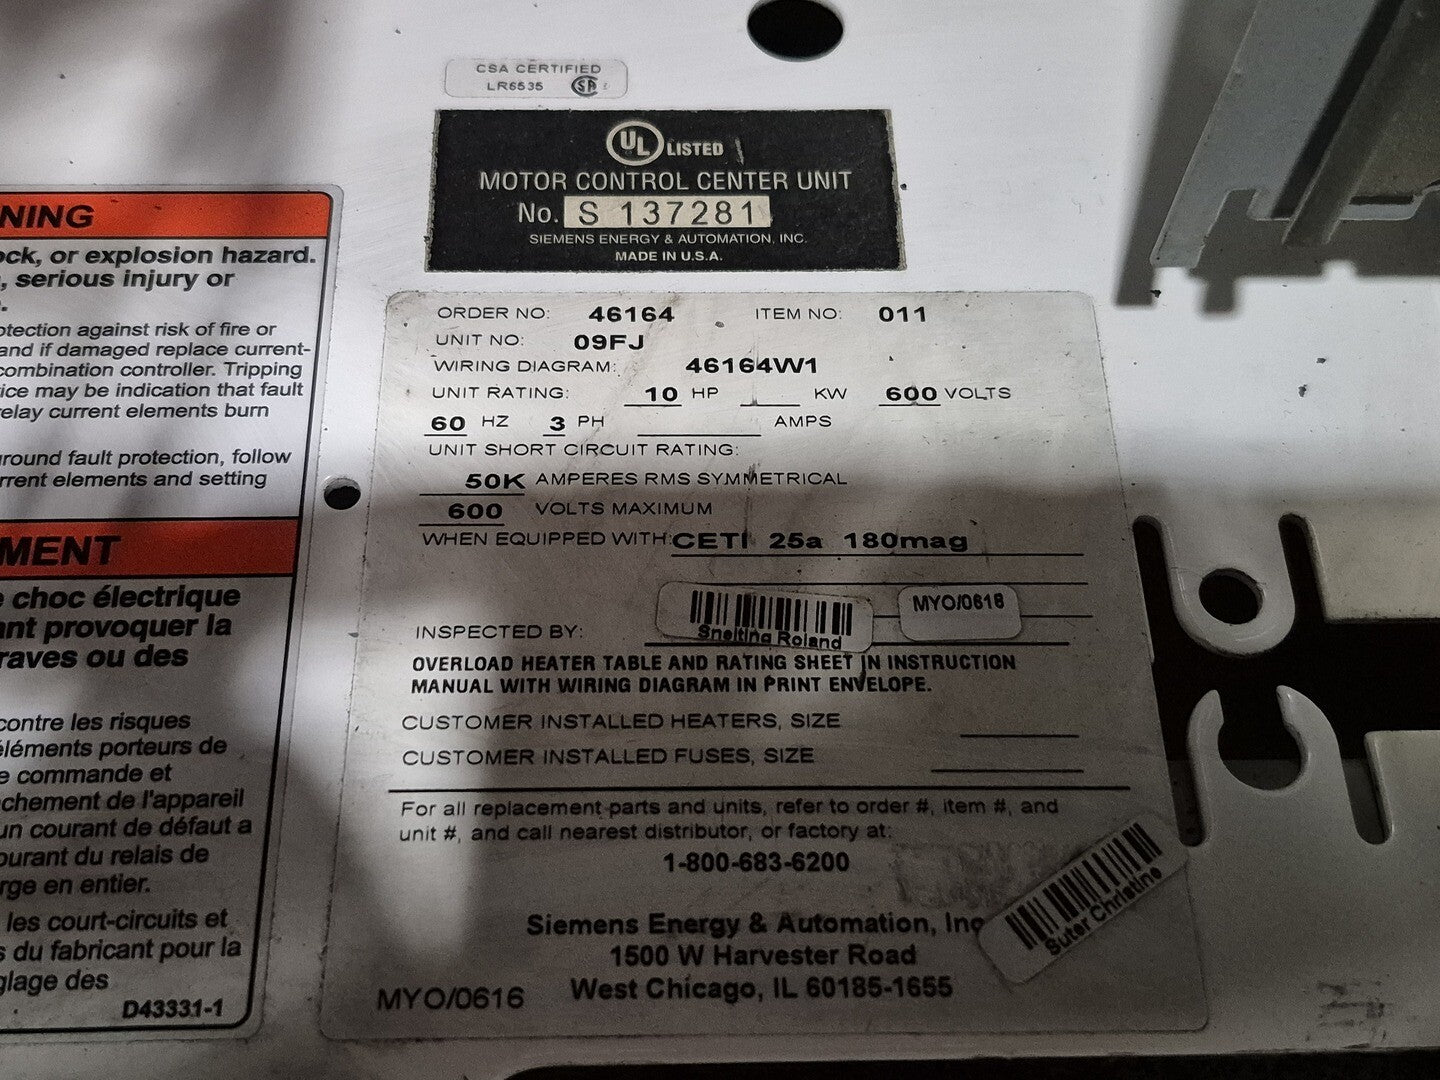 CSA CERTIFIED
LR6535
UL LISTED
MOTOR CONTROL CENTER UNIT
No. S 137281
SIEMENS ENERGY & AUTOMATION, INC.
MADE IN U.S.A.
NING
ock, or explosion hazard.
, serious injury or
otection against risk of fire or
and if damaged replace current-
combination controller. Tripping
ice may be indication that fault
relay current elements burn
round fault protection, follow
rrent elements and setting
MENT
e choc électrique
ant provoquer la
raves ou des
contre les risques
éléments porteurs de
e commande et
nchement de l'appareil
un courant de défaut a
ourant du relais de
rge en entier.
les court-circuits et
s du fabricant pour la
glage des
D43331-1
ORDER NO: 46164 ITEM NO: 011
UNIT NO: 09FJ
WIRING DIAGRAM: 46164W1
UNIT RATING: 10 HP KW 600 VOLTS
60 HZ 3 PH AMPS
UNIT SHORT CIRCUIT RATING:
50K AMPERES RMS SYMMETRICAL
600 VOLTS MAXIMUM
WHEN EQUIPPED WITH: CETI 25a 180mag
MYO/0616
Snelting Roland
INSPECTED BY:
OVERLOAD HEATER TABLE AND RATING SHEET IN INSTRUCTION
MANUAL WITH WIRING DIAGRAM IN PRINT ENVELOPE.
CUSTOMER INSTALLED HEATERS, SIZE
CUSTOMER INSTALLED FUSES, SIZE
For all replacement parts and units, refer to order #, item #, and
unit #, and call nearest distributor, or factory at:
1-800-683-6200
Suter Christine
Siemens Energy & Automation, Inc
1500 W Harvester Road
West Chicago, IL 60185-1655
MYO/0616